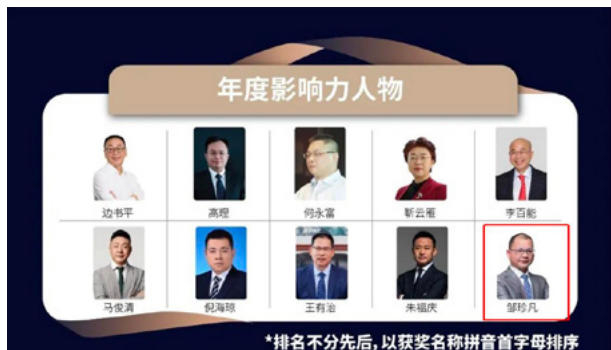 年度影响力人物
边书平
高理
何永富
靳云雁
李百能
马俊清
倪海琼
王有治
朱福庆
邹珍凡
*排名不分先后,以获奖名称拼音首字母排序